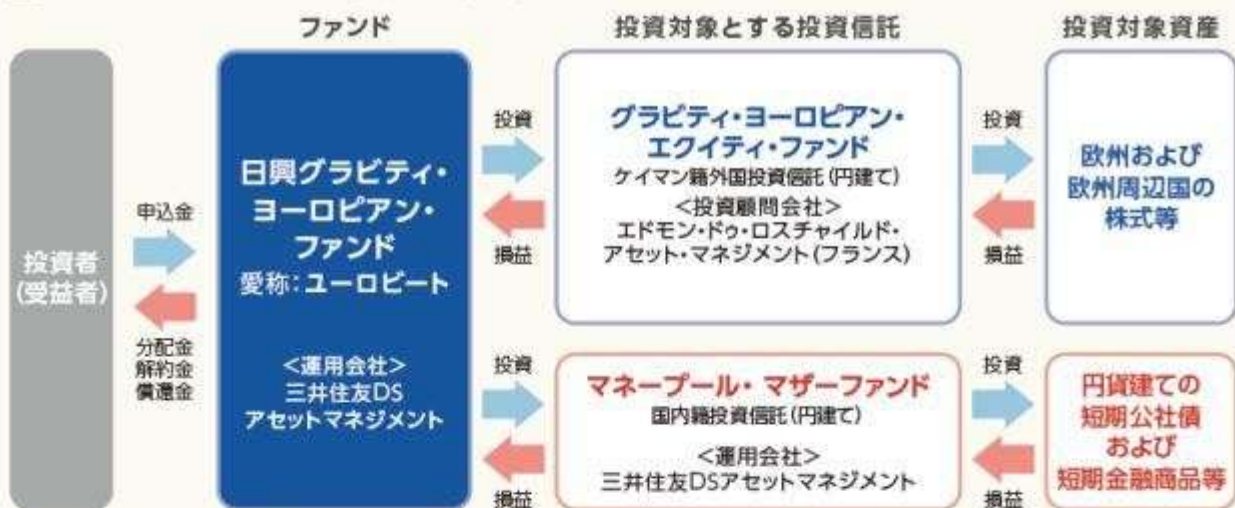 ファンド
投資対象とする投資信託
投資対象資産
投資者
(受益者)
申込金
分配金
解約金
償還金
日興グラビティ・
ヨーロピアン・
ファンド
愛称：ユーロビート
＜運用会社＞
三井住友DS
アセットマネジメント
投資
損益
グラビティ・ヨーロピアン・
エクイティ・ファンド
ケイマン籍外国投資信託(円建て)
＜投資顧問会社＞
エドモン・ドゥ・ロスチャイルド・
アセット・マネジメント(フランス)
投資
損益
欧州および
欧州周辺国の
株式等
投資
損益
マネープール・マザーファンド
国内籍投資信託(円建て)
＜運用会社＞
三井住友DSアセットマネジメント
投資
損益
円貨建ての
短期公社債
および
短期金融商品等